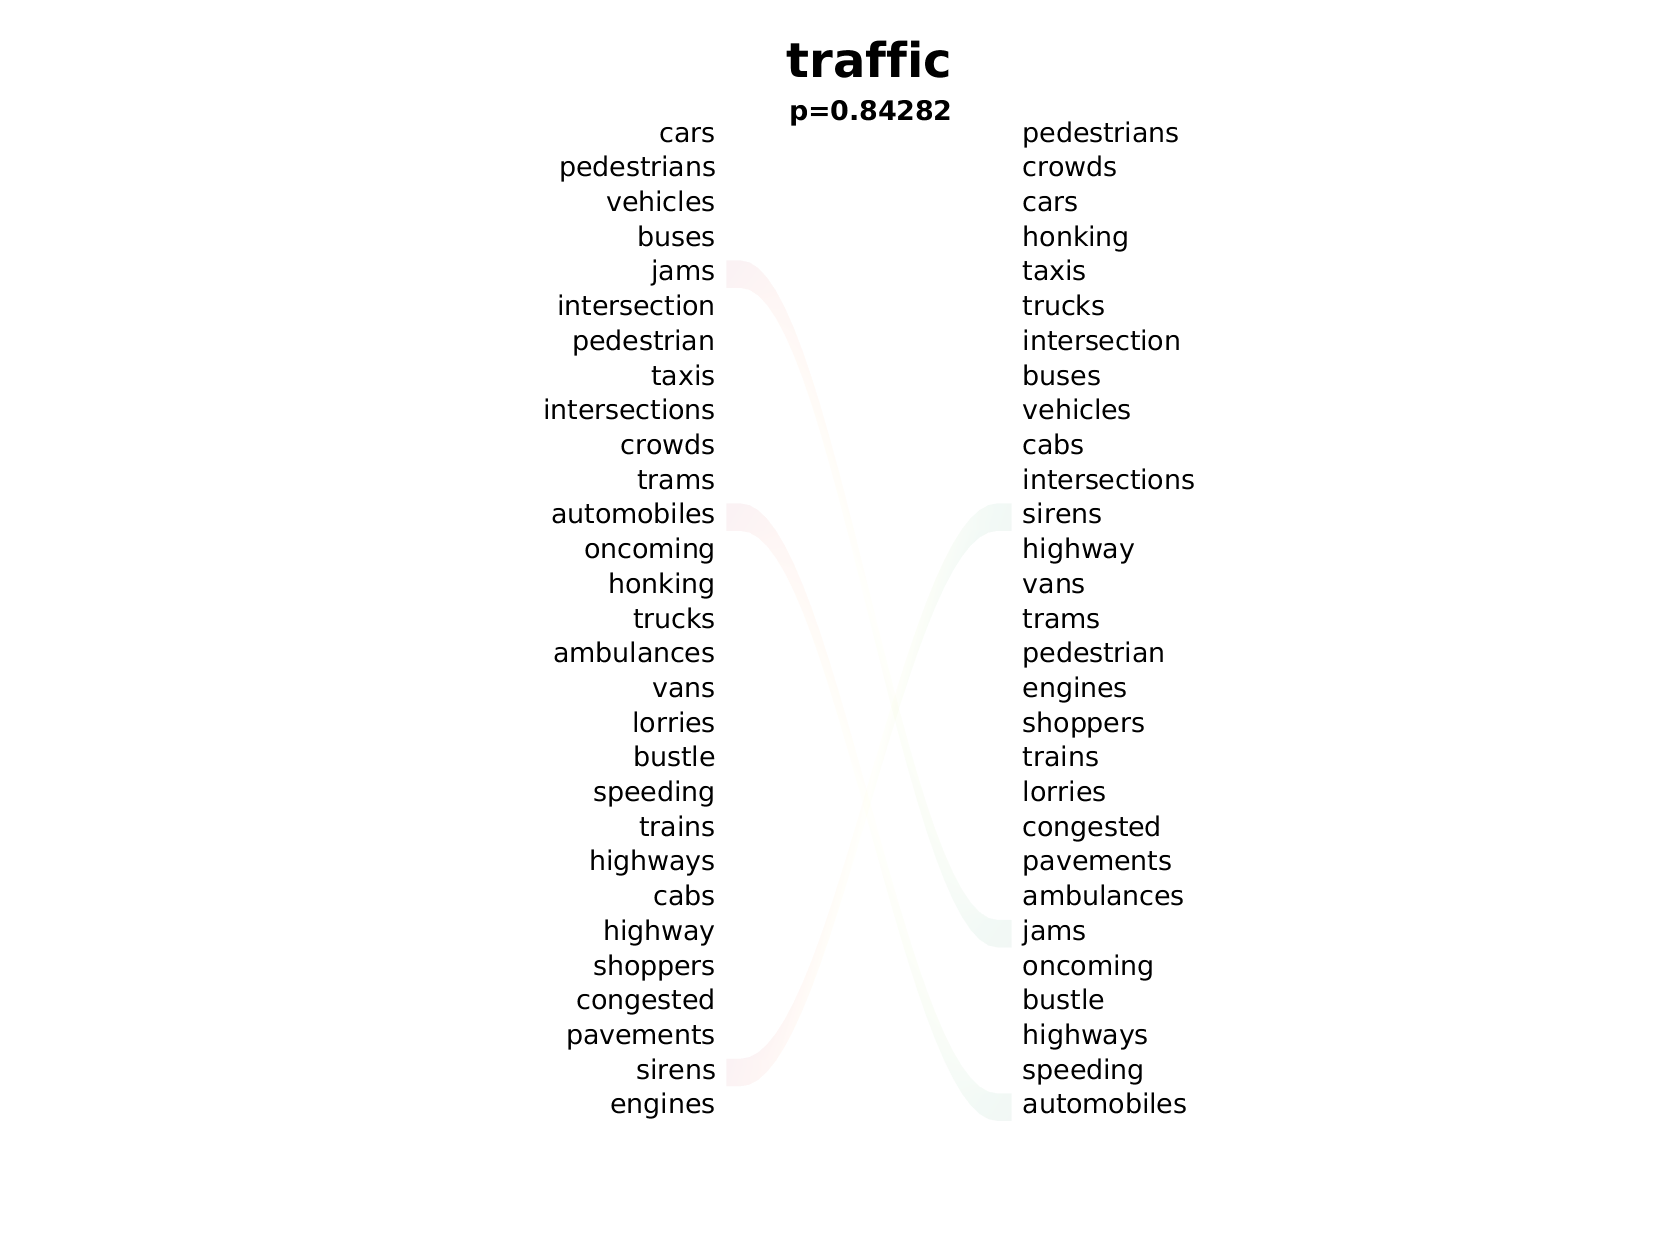 traffic
p=0.84282
cars
pedestrians
vehicles
buses
jams
intersection
pedestrian
taxis
intersections
crowds
trams
automobiles
oncoming
honking
trucks
ambulances
vans
lorries
bustle
speeding
trains
highways
cabs
highway
shoppers
congested
pavements
sirens
engines
pedestrians
crowds
cars
honking
taxis
trucks
intersection
buses
vehicles
cabs
intersections
sirens
highway
vans
trams
pedestrian
engines
shoppers
trains
lorries
congested
pavements
ambulances
jams
oncoming
bustle
highways
speeding
automobiles